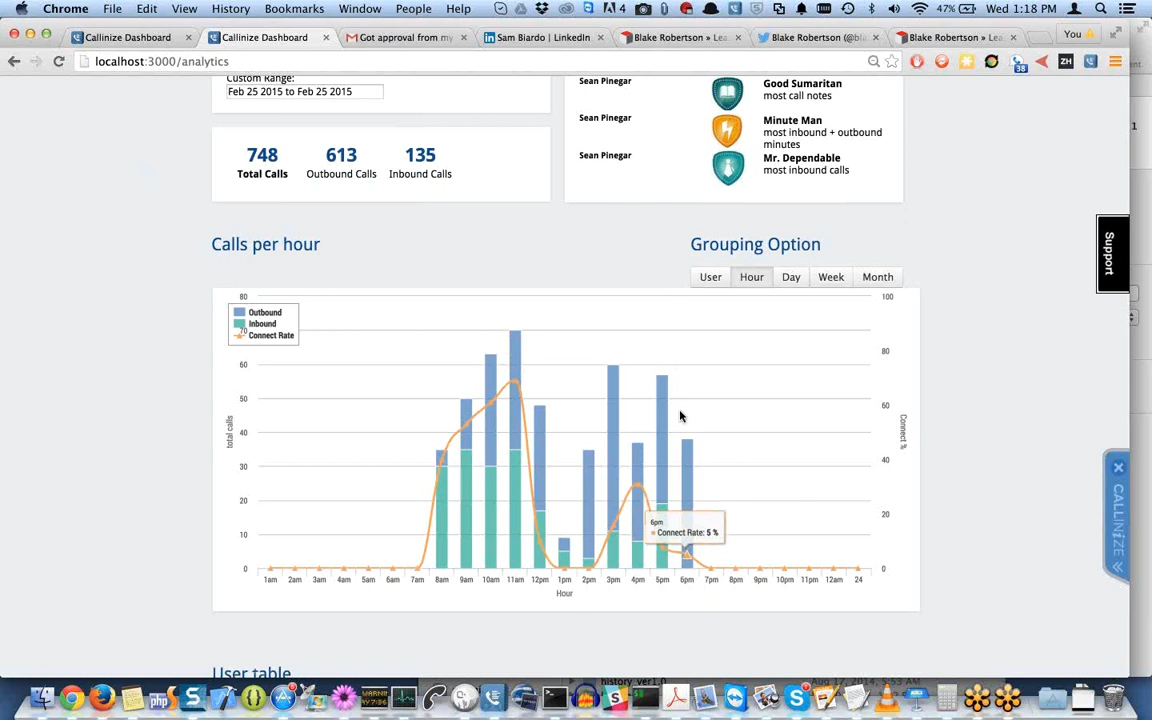 Chrome File Edit View History Bookmarks Window People Help
4 47% Wed 1:18 PM
Callinize Dashboard Callinize Dashboard Got approval from my Sam Biardo | LinkedIn Blake Robertson » Lea Blake Robertson (@bl Blake Robertson » Lea You
localhost:3000/analytics
38 ZH
Custom Range:
Feb 25 2015 to Feb 25 2015
748 613 135
Total Calls Outbound Calls Inbound Calls
Sean Pinegar
Good Sumaritan
most call notes
Sean Pinegar
Minute Man
most inbound + outbound
minutes
Sean Pinegar
Mr. Dependable
most inbound calls
Support
Calls per hour
Grouping Option
User Hour Day Week Month
Outbound
Inbound
Connect Rate
80
70
60
50
40
30
20
10
0
total calls
100
80
60
40
20
0
Connect %
6pm
Connect Rate: 5 %
1am 2am 3am 4am 5am 6am 7am 8am 9am 10am 11am 12pm 1pm 2pm 3pm 4pm 5pm 6pm 7pm 8pm 9pm 10pm 11pm 12am 24
Hour
CALLINIZE
User table
history_ver1.0